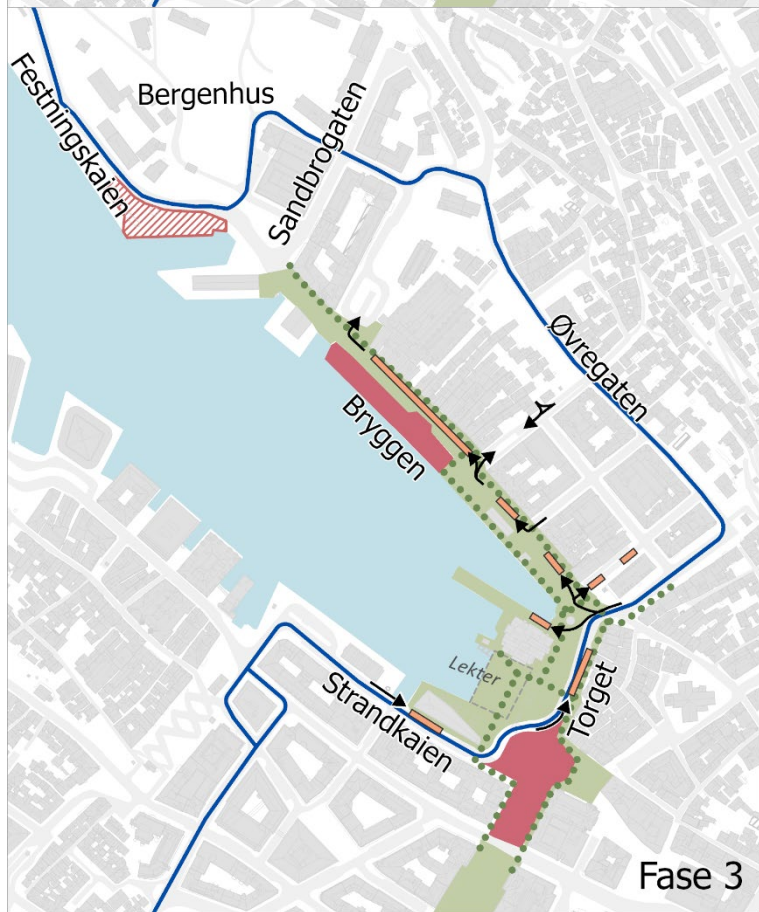 Bergenhus
Festningskaien
Sandbrogaten
Øvregaten
Bryggen
Lekter
Torget
Strandkaien
Fase 3